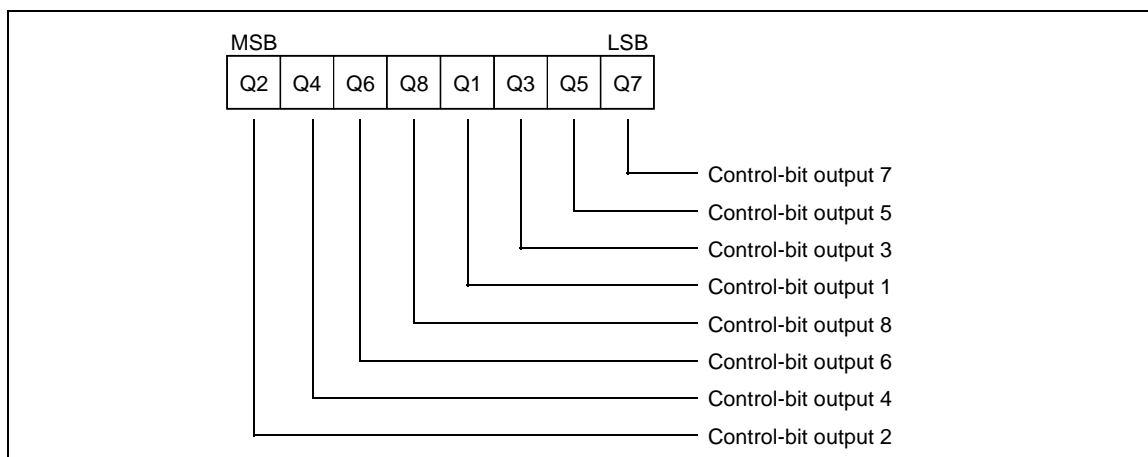 MSB LSB
Q2 Q4 Q6 Q8 Q1 Q3 Q5 Q7
Control-bit output 7
Control-bit output 5
Control-bit output 3
Control-bit output 1
Control-bit output 8
Control-bit output 6
Control-bit output 4
Control-bit output 2